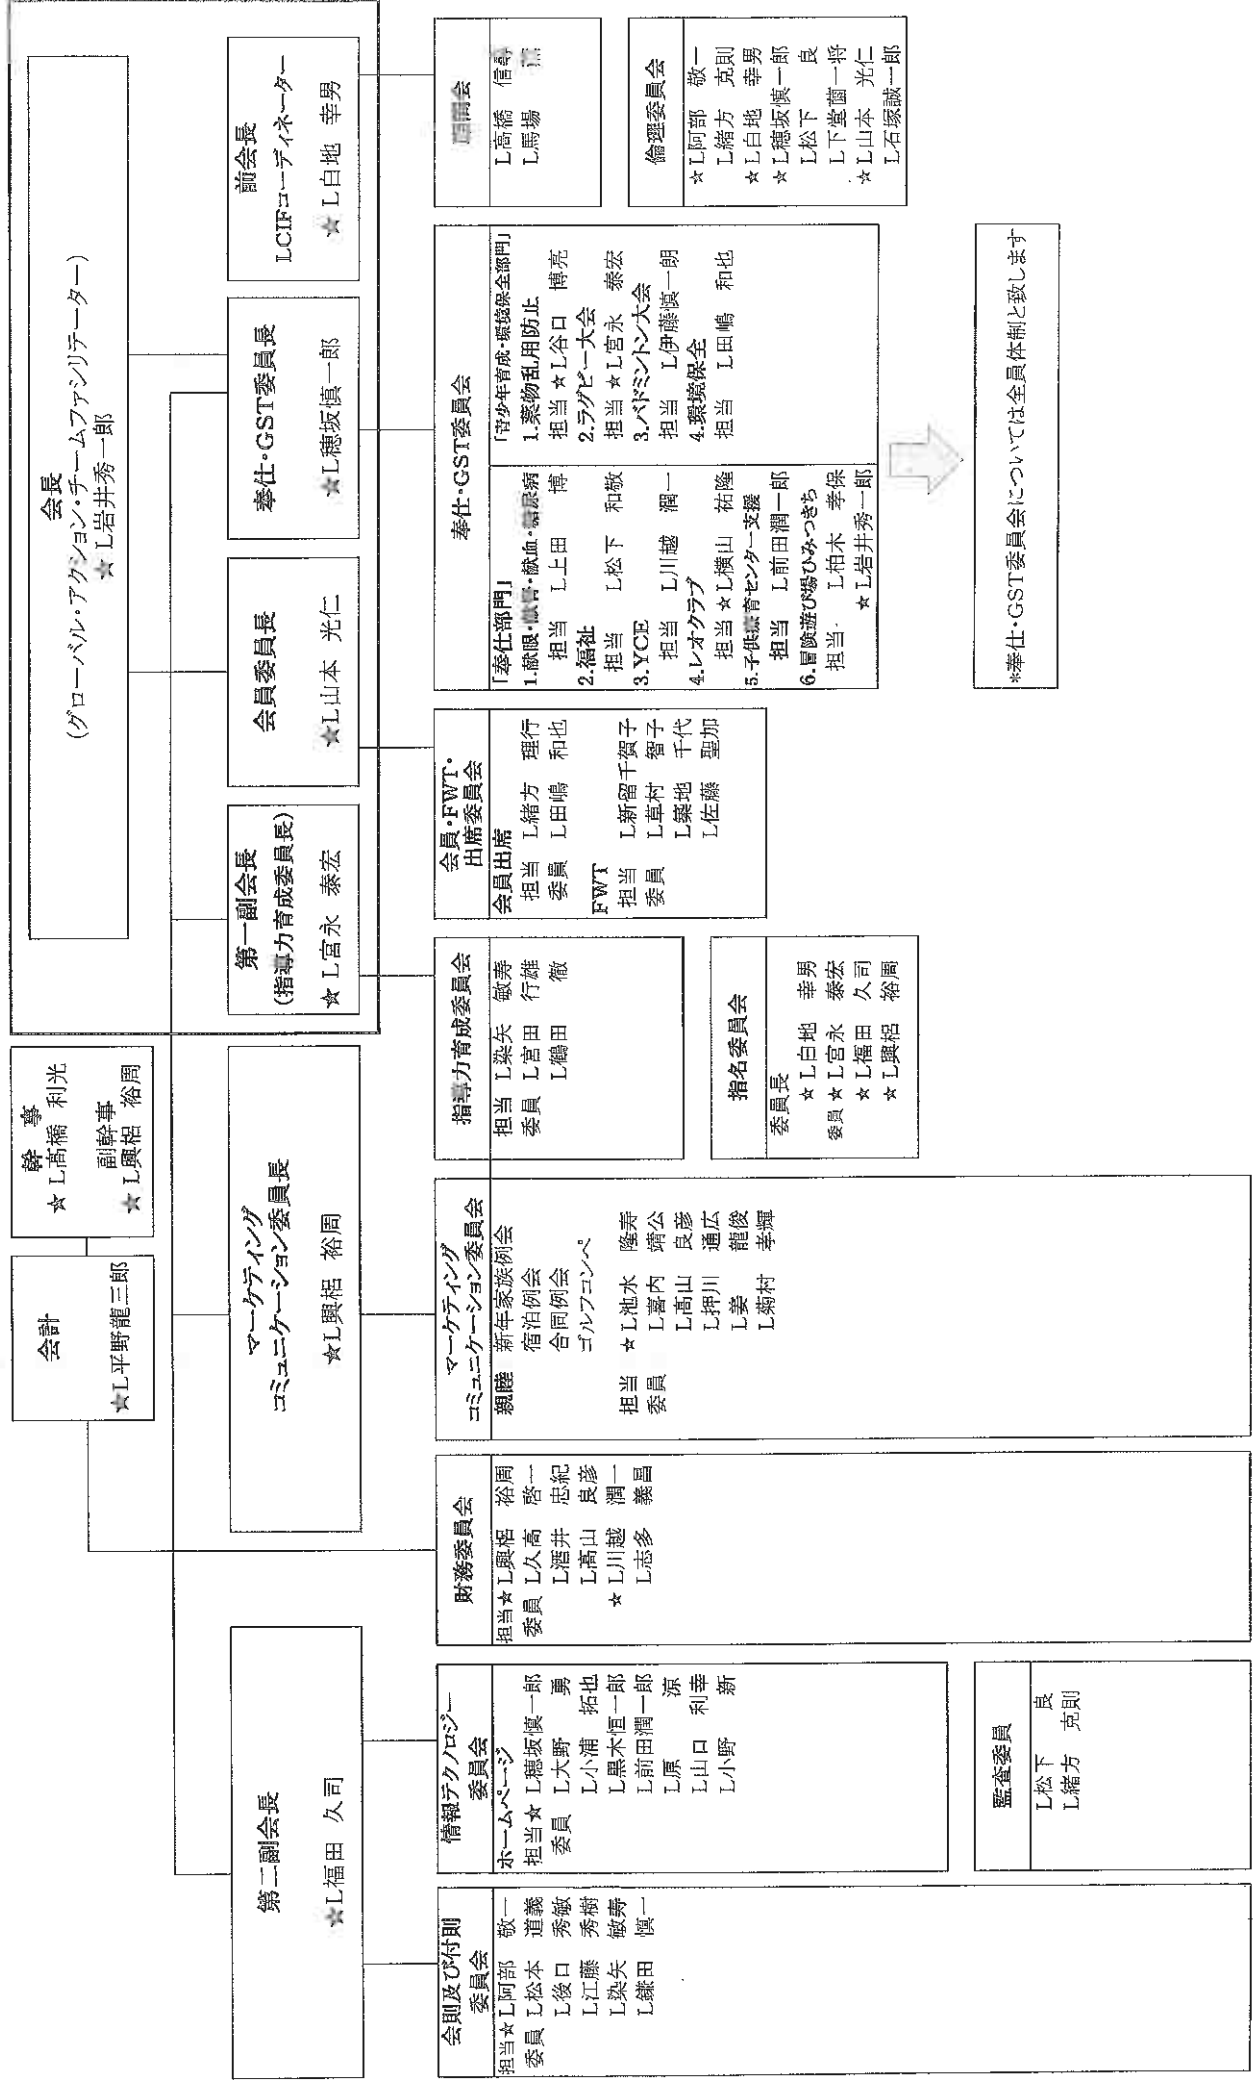 会長
(グローバル・アクション・チームファシリテーター)
★ L岩井秀一郎
幹　事
★ L髙橋 利光
副幹事
★ L興梠 裕周
会計
★L平野龍三郎
第二副会長
★L福田 久司
マーケティング
コミュニケーション委員長
★L興梠 裕周
第一副会長
(指導力育成委員長)
★ L宮永 泰宏
会員委員長
★L山本 光仁
奉仕・GST委員長
★L穂坂慎一郎
前会長
LCIFコーディネーター
★ L白地 幸男
会則及び付則
委員会
担当☆L阿部 敬一
委員 L松本 道義
L後口 秀敏
L江藤 秀樹
L染矢 敏寿
L鎌田 慎一
情報テクノロジー
委員会
ホームページ
担当☆ L穂坂慎一郎
委員 L大野 勇
L小浦 拓也
L黒木恒一郎
L前田潤一郎
L原 涼
L山口 利幸
L小野 新
監査委員
L松下 良
L緒方 克則
財務委員会
担当☆L興梠 裕周
委員 L久高 啓一
L酒井 忠紀
L髙山 良彦
☆ L川越 潤一
L志多 義昌
マーケティング
コミュニケーション委員会
親睦 新年家族例会
宿泊例会
合同例会
ゴルフコンペ
担当 ☆L池水 隆寿
委員 L喜内 靖公
L髙山 良彦
L押川 通広
L姜 龍俊
L菊村 孝輝
指導力育成委員会
担当 L染矢 敏寿
委員 L宮田 行雄
L鶴田 徹
指名委員会
委員長
☆ L白地 幸男
委員 ☆ L宮永 泰宏
☆ L福田 久司
☆ L興梠 裕周
会員・FWT・
出席委員会
会員出席
担当 L緒方 理行
委員 L田嶋 和也
FWT
担当 L新留千賀子
委員 L草村 智子
L築地 千代
L佐藤 聖加
奉仕・GST委員会
「奉仕部門」
1.献眼・献腎・献血・糖尿病
担当 L上田 博
2.福祉
担当 L松下 和敬
3.YCE
担当 L川越 潤一
4.レオクラブ
担当 ☆L横山 祐隆
5.子供療育センター支援
担当 L前田潤一郎
6.冒険遊び場ひみつきち
担当 L柏木 孝保
☆L岩井秀一郎
「青少年育成・環境保全部門」
1.薬物乱用防止
担当 ☆L谷口 博亮
2.ラグビー大会
担当 ☆L宮永 泰宏
3.バドミントン大会
担当 L伊藤慎一朗
4.環境保全
担当 L田嶋 和也
*奉仕・GST委員会については全員体制と致します
L高橋 信
L馬場
倫理委員会
☆L阿部 敬一
L緒方 克則
☆L白地 幸男
☆L穂坂慎一郎
L松下 良
L下堂薗一将
☆L山本 光仁
L石塚誠一郎